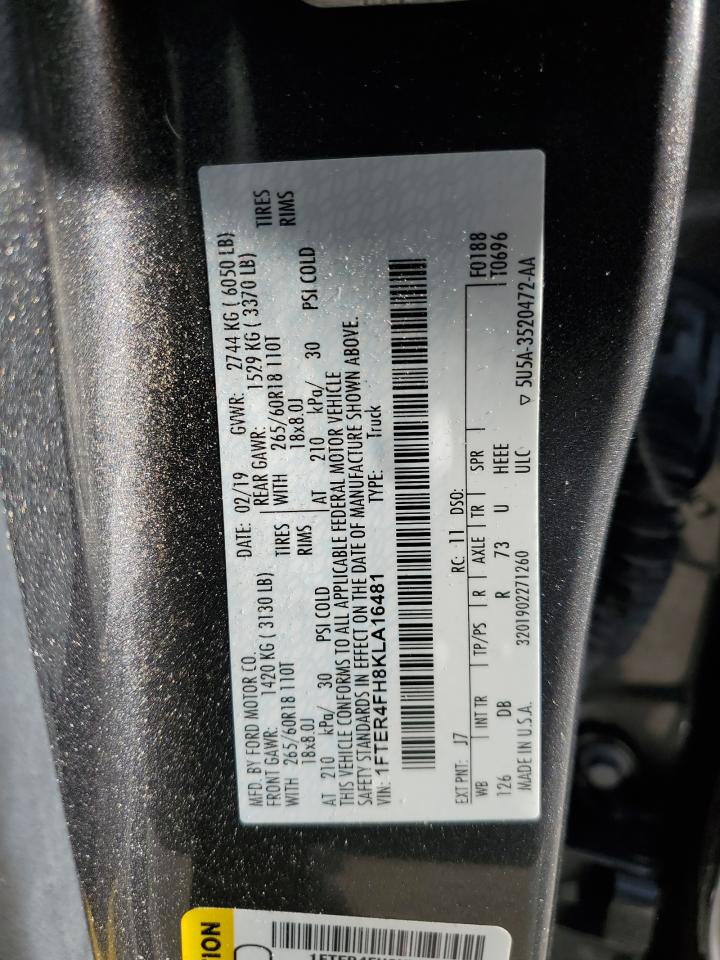 MFD. BY FORD MOTOR CO.
DATE: 02/19 GVWR: 2744 KG ( 6050 LB)
FRONT GAWR: 1420 KG ( 3130 LB) REAR GAWR: 1529 KG ( 3370 LB)
WITH 265/60R18 110T TIRES WITH 265/60R18 110T TIRES
18x8.0J RIMS 18x8.0J RIMS
AT 210 kPa/ 30 PSI COLD AT 210 kPa/ 30 PSI COLD
THIS VEHICLE CONFORMS TO ALL APPLICABLE FEDERAL MOTOR VEHICLE
SAFETY STANDARDS IN EFFECT ON THE DATE OF MANUFACTURE SHOWN ABOVE.
VIN: 1FTER4FH8KLA16481 TYPE: Truck
EXT PNT: J7 RC: 11 DSO: F0188
WB INT TR TP/PS R AXLE TR SPR T0696
126 DB R 73 U HEEE
MADE IN U.S.A. 3201902271260 ULC ▽ 5U5A-3520472-AA